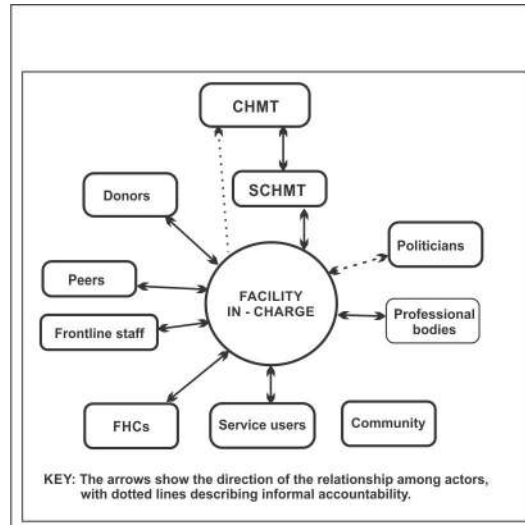 CHMT
SCHMT
Donors
Politicians
Peers
FACILITY
IN - CHARGE
Professional
bodies
Frontline staff
FHCs
Service users
Community
KEY: The arrows show the direction of the relationship among actors,
with dotted lines describing informal accountability.